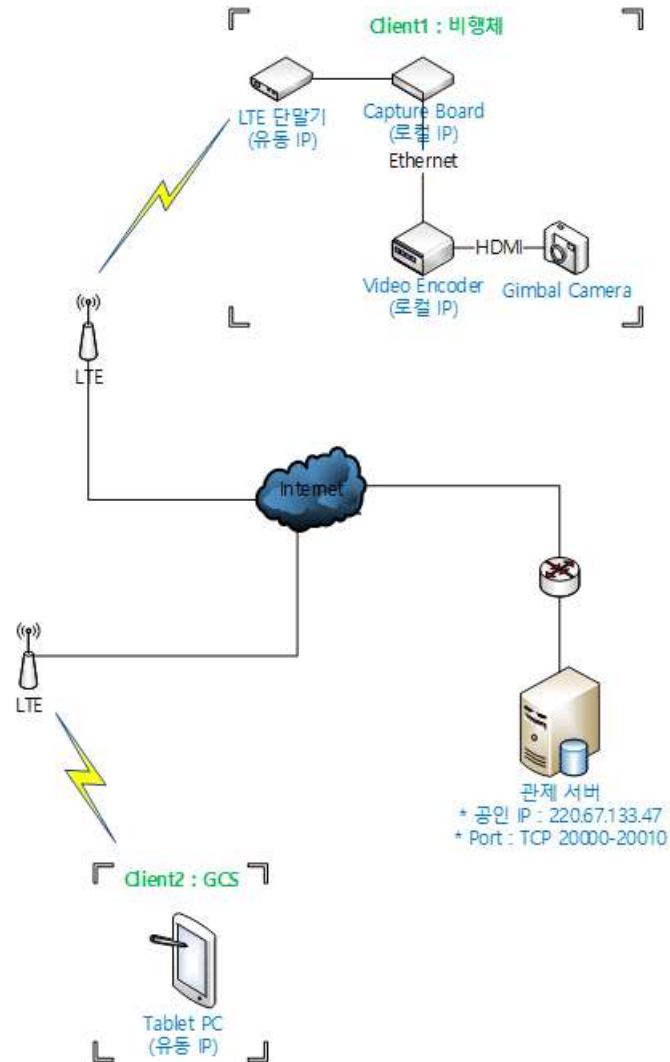 Client1 : 비행체
LTE 단말기
(유동 IP)
Capture Board
(로컬 IP)
Ethernet
HDMI
Video Encoder
(로컬 IP)
Gimbal Camera
LTE
Internet
LTE
관제 서버
* 공인 IP : 220.67.133.47
* Port : TCP 20000-20010
Client2 : GCS
Tablet PC
(유동 IP)